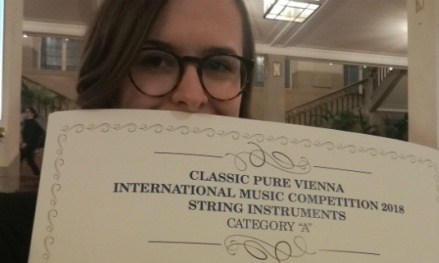 CLASSIC PURE VIENNA
INTERNATIONAL MUSIC COMPETITION 2018
STRING INSTRUMENTS
CATEGORY "A"